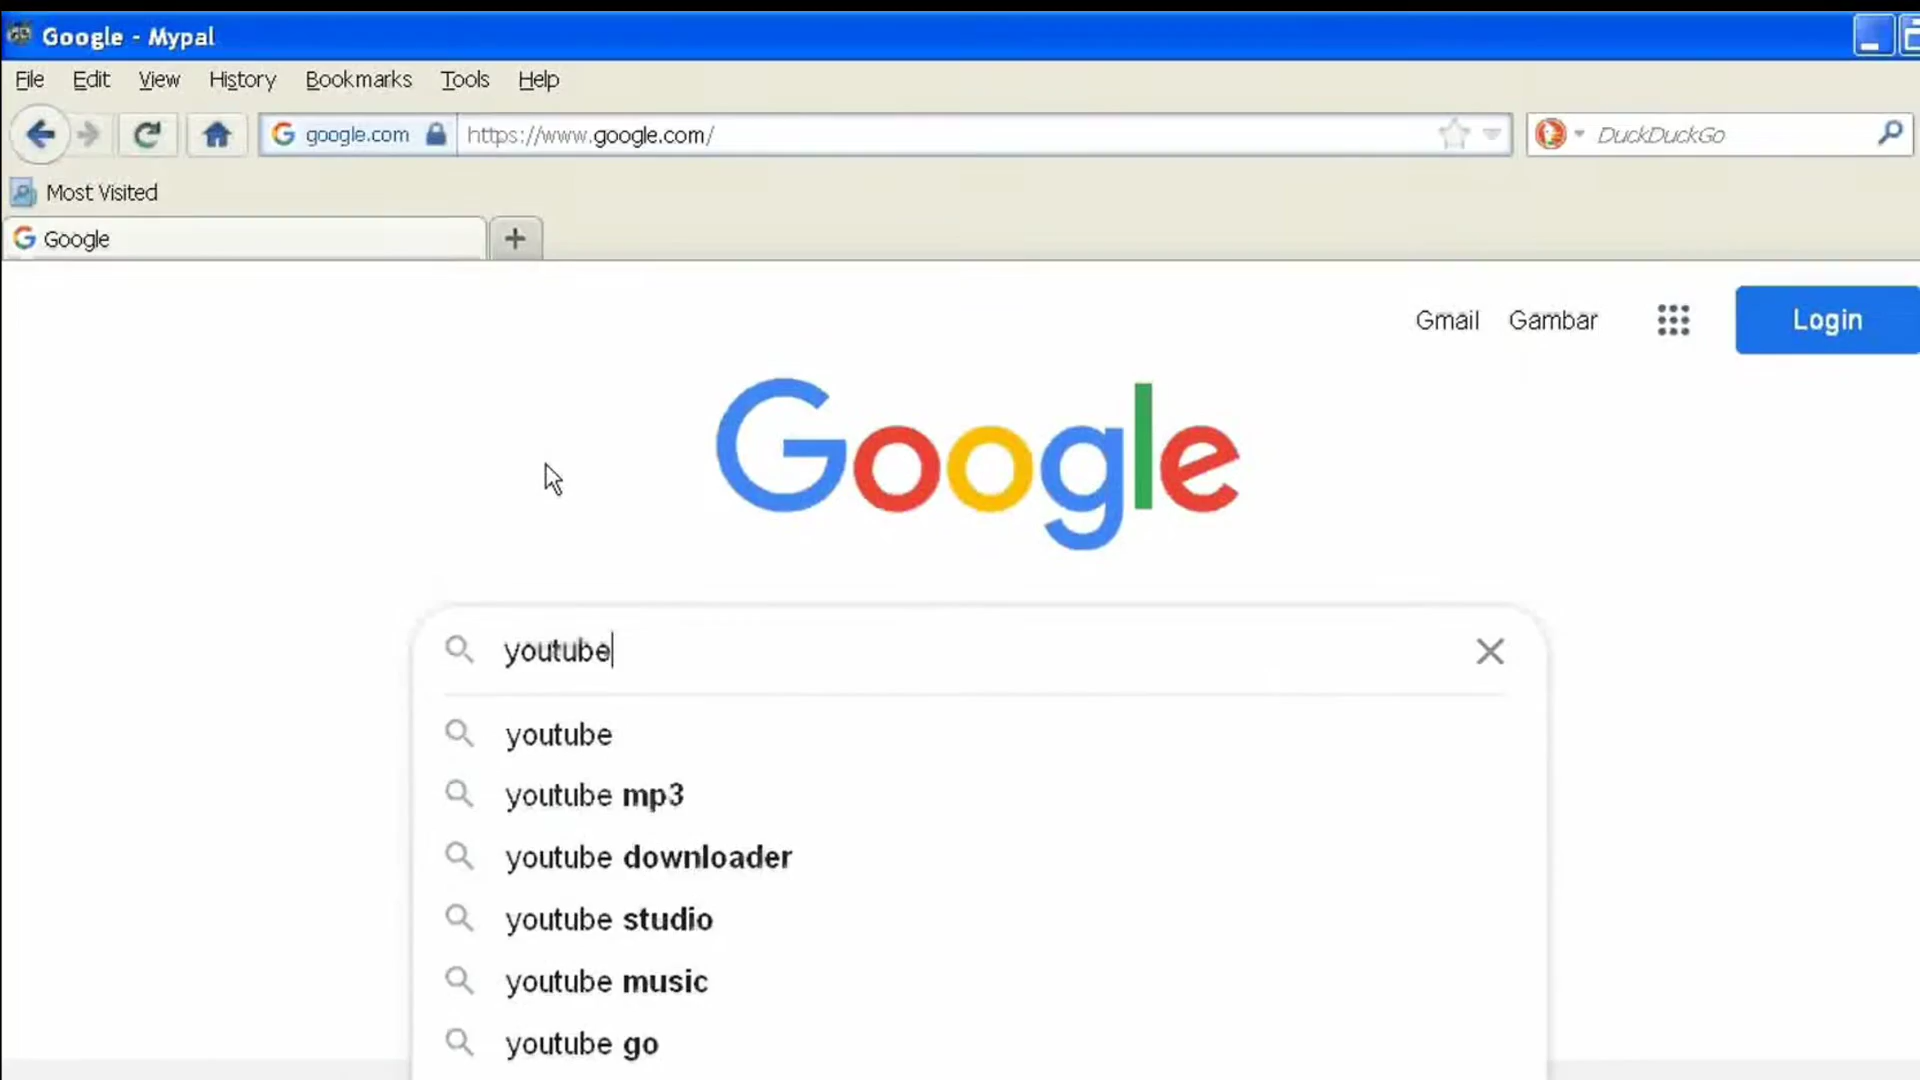 Google - Mypal
File Edit View History Bookmarks Tools Help
google.com https://www.google.com/ DuckDuckGo
Most Visited
Google
Gmail Gambar Login
Google
youtube
youtube
youtube mp3
youtube downloader
youtube studio
youtube music
youtube go